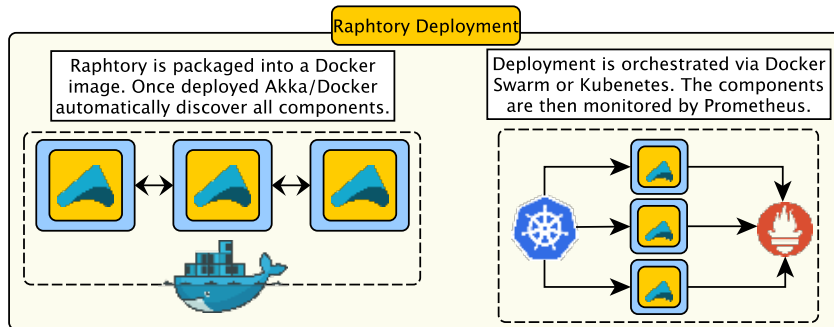 Raphtory Deployment
Raphtory is packaged into a Docker
image. Once deployed Akka/Docker
automatically discover all components.
Deployment is orchestrated via Docker
Swarm or Kubenetes. The components
are then monitored by Prometheus.